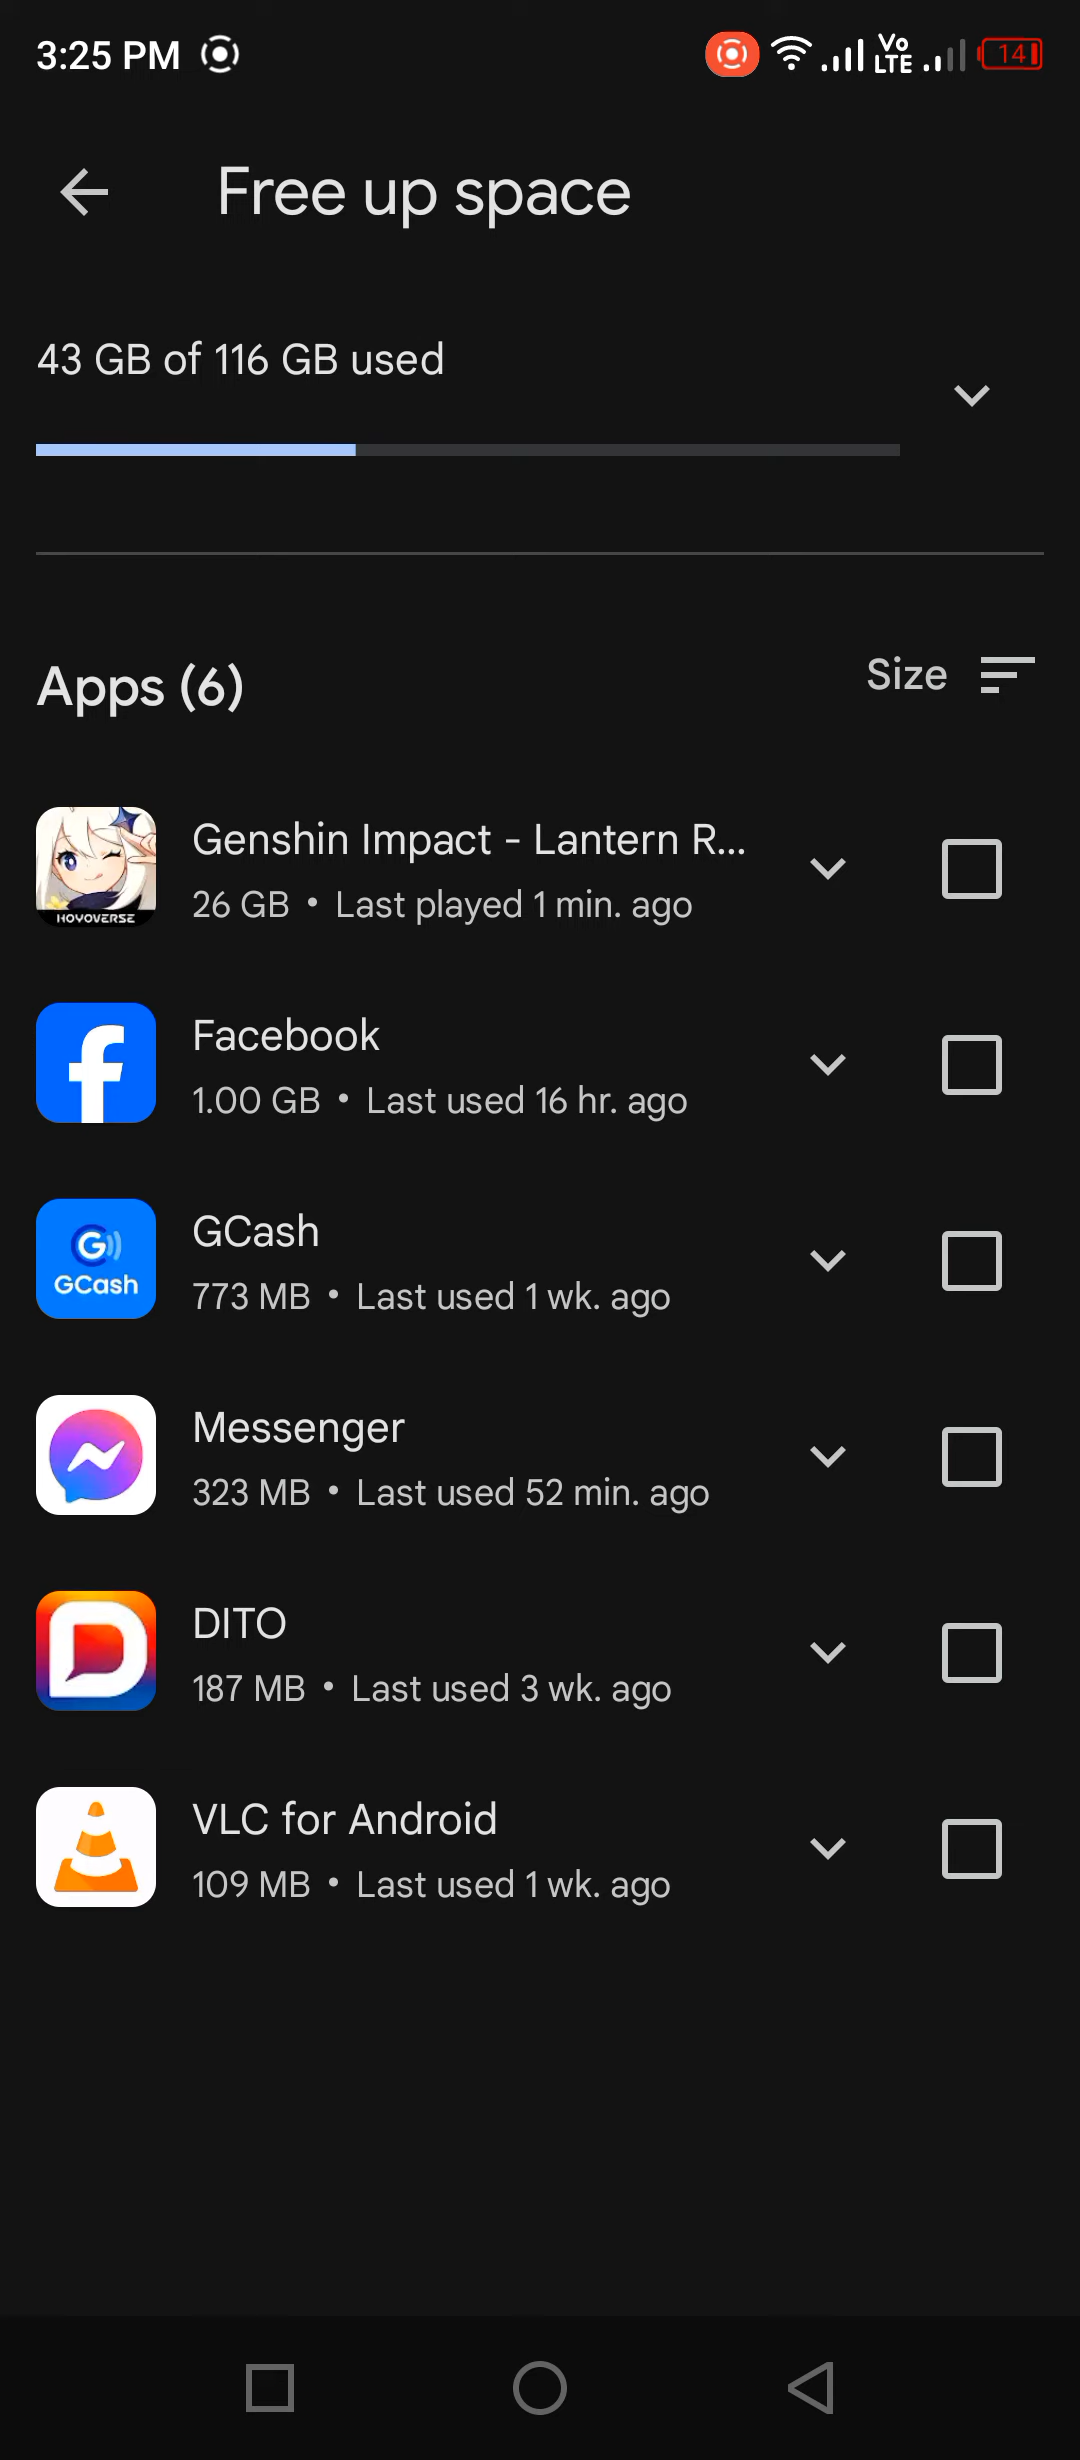 3:25 PM
Vo
LTE
14
Free up space
43 GB of 116 GB used
Apps (6)
Size
Genshin Impact - Lantern R...
26 GB • Last played 1 min. ago
HOYOVERSE
Facebook
1.00 GB • Last used 16 hr. ago
GCash
GCash
773 MB • Last used 1 wk. ago
Messenger
323 MB • Last used 52 min. ago
DITO
187 MB • Last used 3 wk. ago
VLC for Android
109 MB • Last used 1 wk. ago